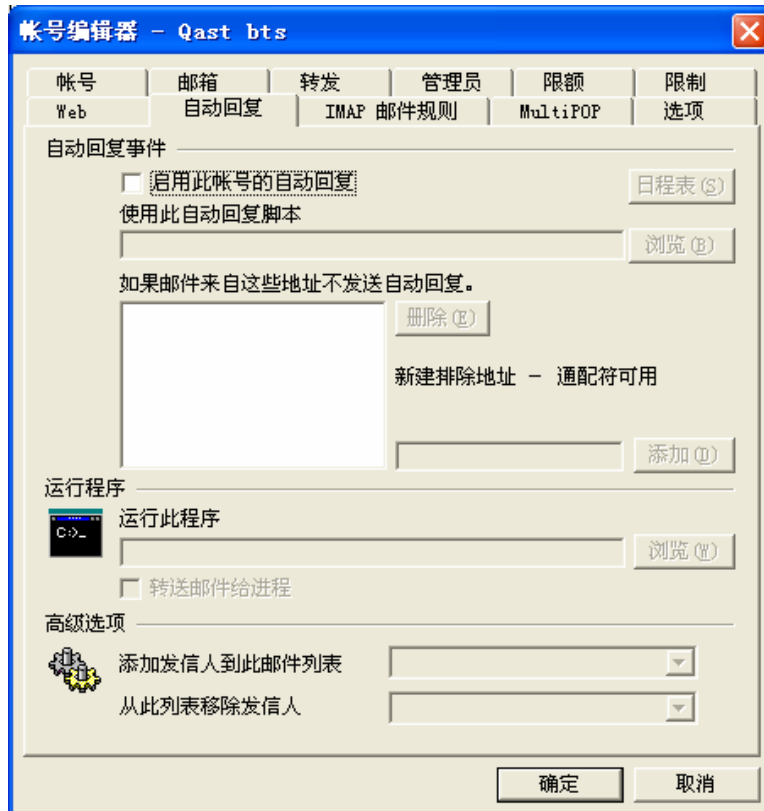 帐号编辑器 - Qast bts
帐号 邮箱 转发 管理员 限额 限制
Web 自动回复 IMAP 邮件规则 MultiPOP 选项
自动回复事件
启用此帐号的自动回复 日程表(S)
使用此自动回复脚本
浏览(B)
如果邮件来自这些地址不发送自动回复。
删除(E)
新建排除地址 - 通配符可用
添加(D)
运行程序
C:\>_ 运行此程序
浏览(W)
转送邮件给进程
高级选项
添加发信人到此邮件列表
从此列表移除发信人
确定 取消